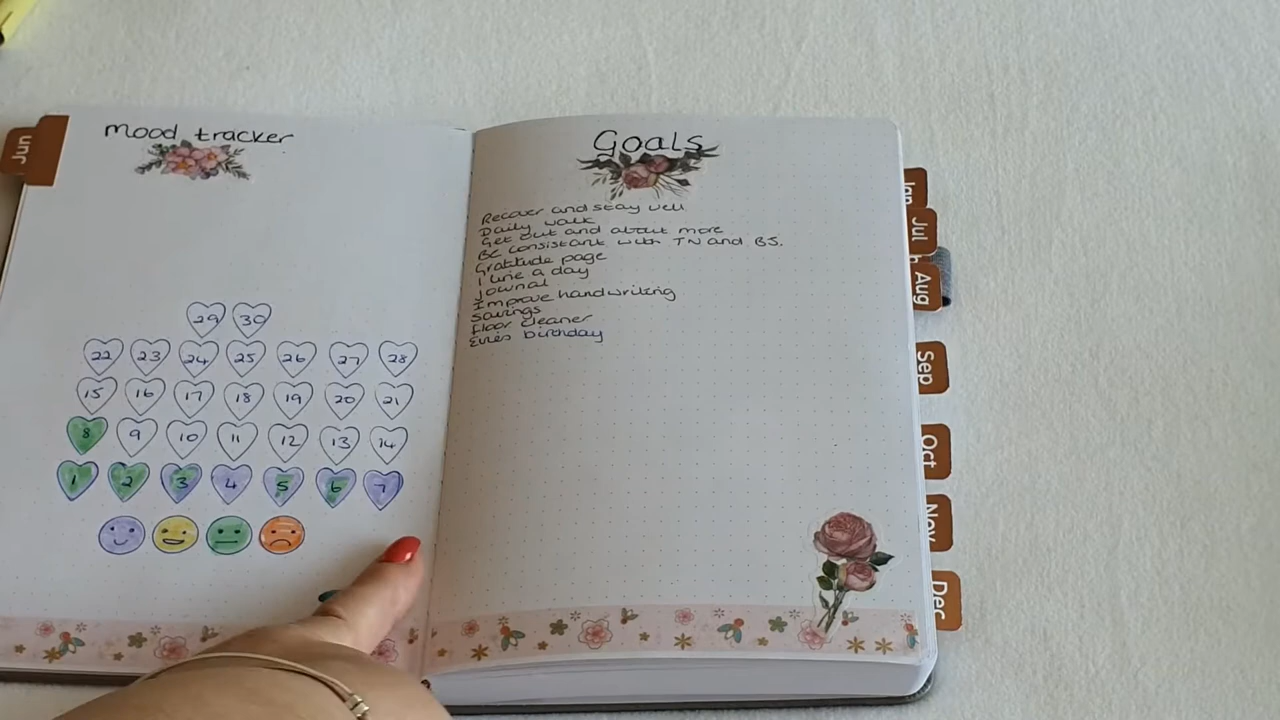 Jun
mood tracker
29 30
22 23 24 25 26 27 28
15 16 17 18 19 20 21
8 9 10 11 12 13 14
1 2 3 4 5 6 7
Goals
Recover and stay well
Daily walk
Get out and about more
Be consistant with TN and BJ.
Gratitude page
1 line a day
Journal
Improve handwriting
Savings
floor cleaner
Evies birthday
Jan
Jul
Aug
Sep
Oct
Nov
Dec